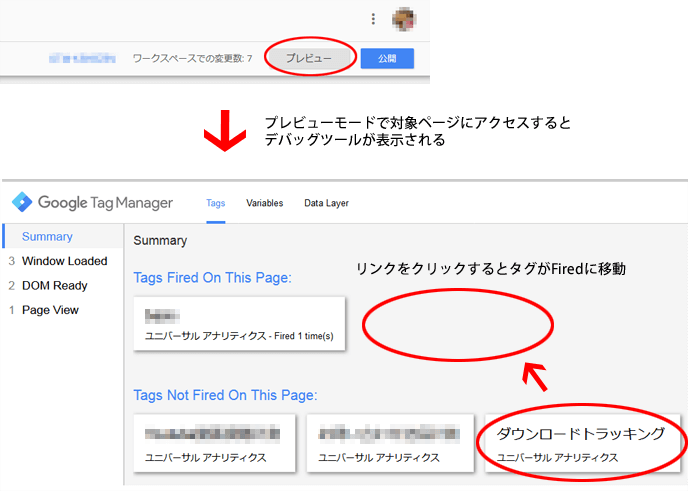 ワークスペースでの変更数: 7
プレビュー
公開
プレビューモードで対象ページにアクセスすると
デバッグツールが表示される
Google Tag Manager
Tags
Variables
Data Layer
Summary
3 Window Loaded
2 DOM Ready
1 Page View
Summary
リンクをクリックするとタグがFiredに移動
Tags Fired On This Page:
ユニバーサル アナリティクス - Fired 1 time(s)
Tags Not Fired On This Page:
ユニバーサル アナリティクス
ユニバーサル アナリティクス
ダウンロードトラッキング
ユニバーサル アナリティクス